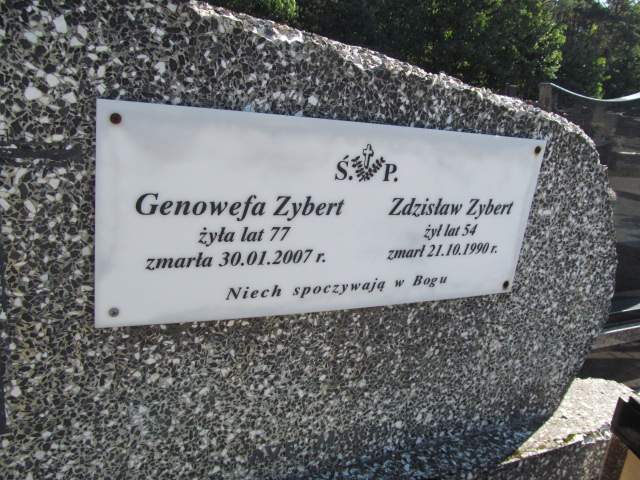 Ś. P.
Genowefa Zybert
żyła lat 77
zmarła 30.01.2007 r.
Zdzisław Zybert
żył lat 54
zmarł 21.10.1990 r.
Niech spoczywają w Bogu